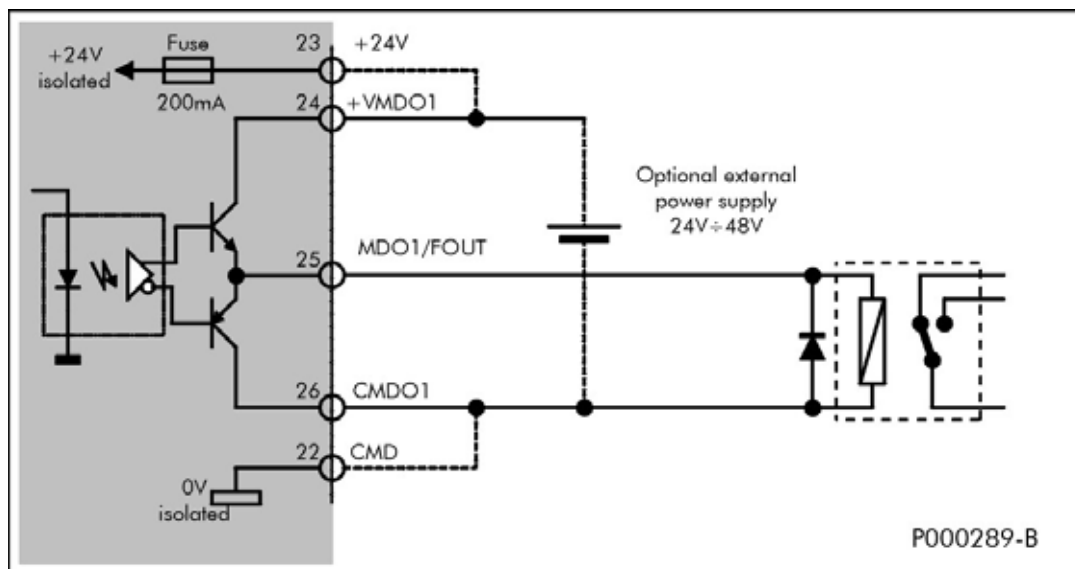 Fuse
+24V
isolated
200mA
23
+24V
24
+VMDO1
Optional external
power supply
24V÷48V
25
MDO1/FOUT
26
CMDO1
22
CMD
0V
isolated
P000289-B